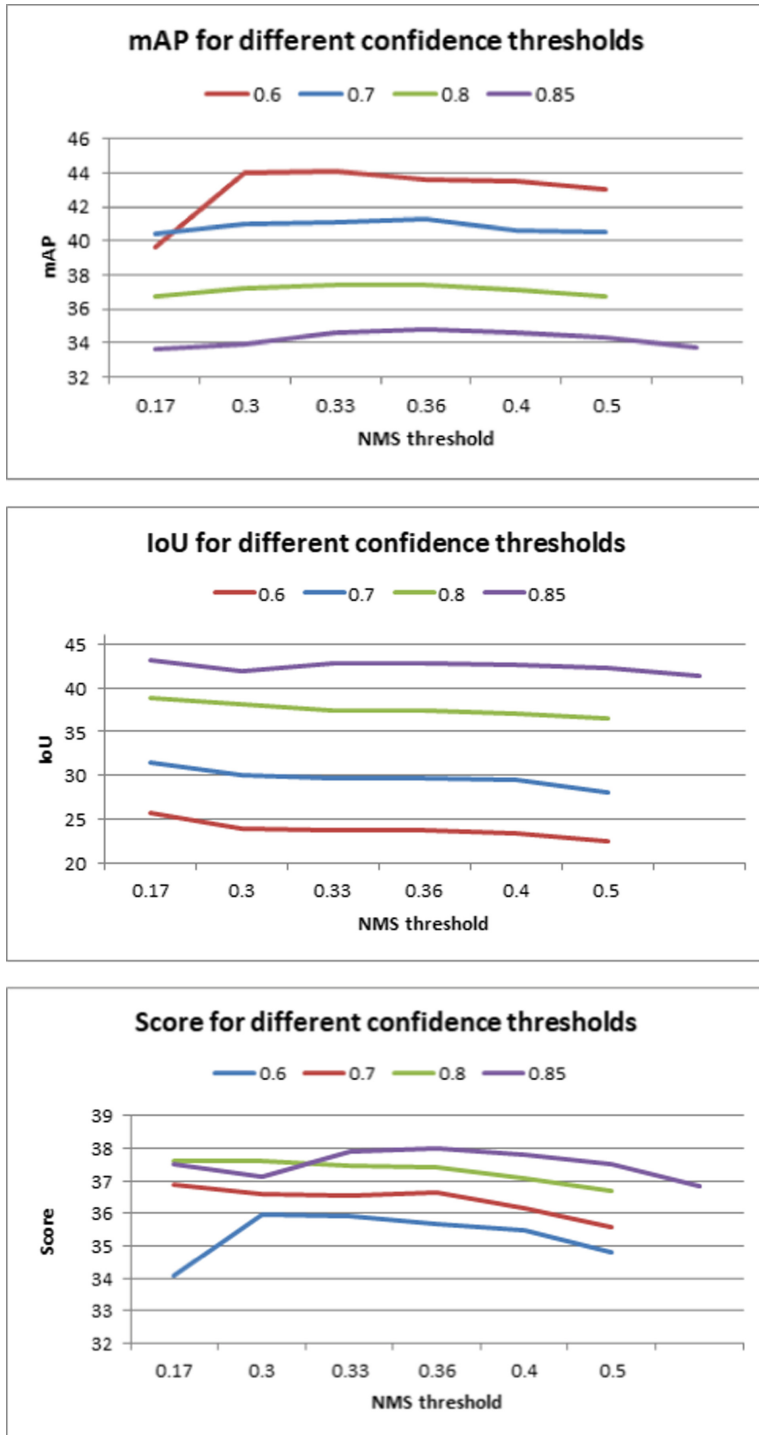 mAP for different confidence thresholds
0.6 0.7 0.8 0.85
46
44
42
40
38
36
34
32
mAP
0.17 0.3 0.33 0.36 0.4 0.5
NMS threshold
IoU for different confidence thresholds
0.6 0.7 0.8 0.85
45
40
35
30
25
20
IoU
0.17 0.3 0.33 0.36 0.4 0.5
NMS threshold
Score for different confidence thresholds
0.6 0.7 0.8 0.85
39
38
37
36
35
34
33
32
Score
0.17 0.3 0.33 0.36 0.4 0.5
NMS threshold